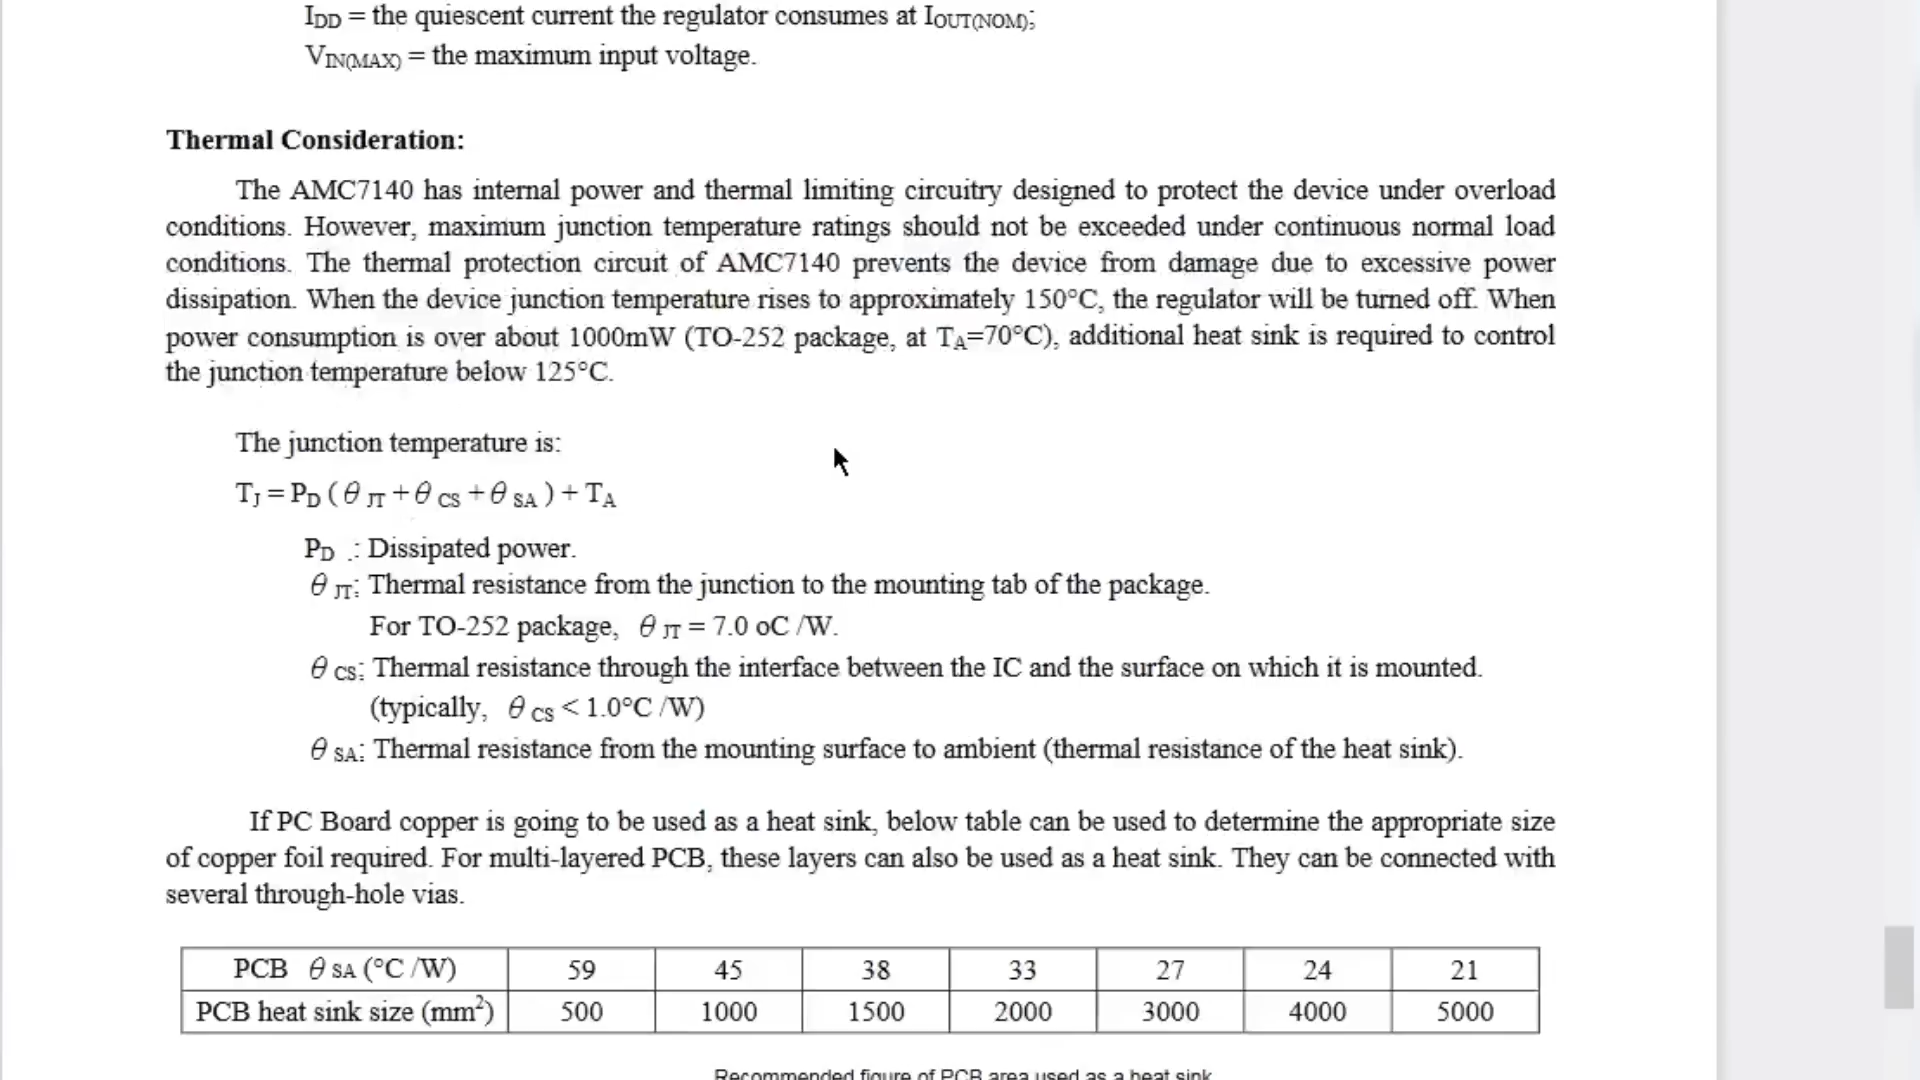 IDD = the quiescent current the regulator consumes at IOUT(NOM);
VIN(MAX) = the maximum input voltage.
Thermal Consideration:
The AMC7140 has internal power and thermal limiting circuitry designed to protect the device under overload
conditions. However, maximum junction temperature ratings should not be exceeded under continuous normal load
conditions. The thermal protection circuit of AMC7140 prevents the device from damage due to excessive power
dissipation. When the device junction temperature rises to approximately 150°C, the regulator will be turned off. When
power consumption is over about 1000mW (TO-252 package, at TA=70°C), additional heat sink is required to control
the junction temperature below 125°C.
The junction temperature is:
TJ = PD ( θ JT + θ CS + θ SA ) + TA
PD .: Dissipated power.
θ JT: Thermal resistance from the junction to the mounting tab of the package.
For TO-252 package, θ JT = 7.0 oC /W.
θ CS: Thermal resistance through the interface between the IC and the surface on which it is mounted.
(typically, θ CS < 1.0°C /W)
θ SA: Thermal resistance from the mounting surface to ambient (thermal resistance of the heat sink).
If PC Board copper is going to be used as a heat sink, below table can be used to determine the appropriate size
of copper foil required. For multi-layered PCB, these layers can also be used as a heat sink. They can be connected with
several through-hole vias.
PCB θ SA (°C /W) 59 45 38 33 27 24 21
PCB heat sink size (mm²) 500 1000 1500 2000 3000 4000 5000
Recommended figure of PCB area used as a heat sink